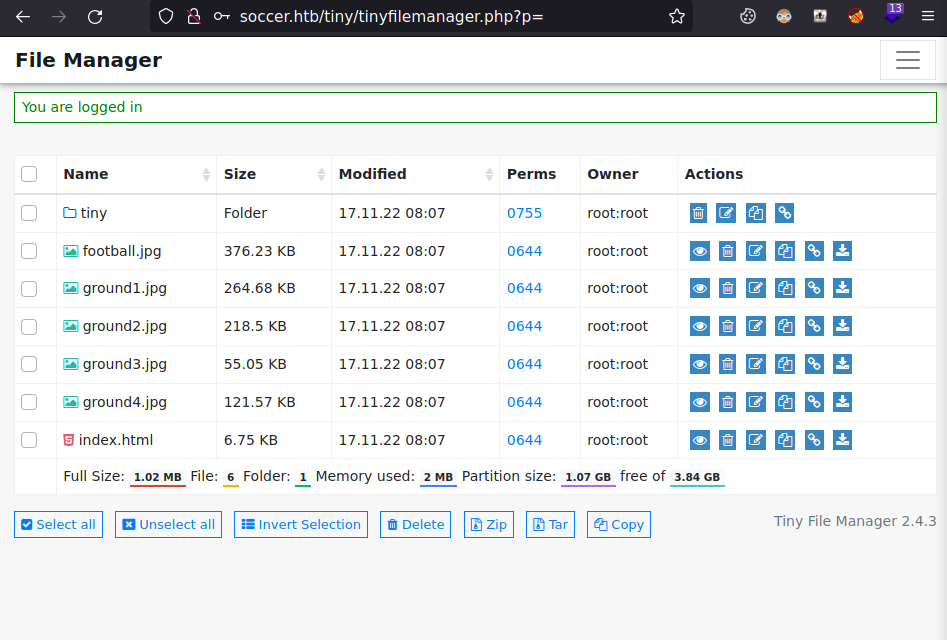 soccer.htb/tiny/tinyfilemanager.php?p=
13
File Manager
You are logged in
Name Size Modified Perms Owner Actions
tiny Folder 17.11.22 08:07 0755 root:root
football.jpg 376.23 KB 17.11.22 08:07 0644 root:root
ground1.jpg 264.68 KB 17.11.22 08:07 0644 root:root
ground2.jpg 218.5 KB 17.11.22 08:07 0644 root:root
ground3.jpg 55.05 KB 17.11.22 08:07 0644 root:root
ground4.jpg 121.57 KB 17.11.22 08:07 0644 root:root
index.html 6.75 KB 17.11.22 08:07 0644 root:root
Full Size: 1.02 MB File: 6 Folder: 1 Memory used: 2 MB Partition size: 1.07 GB free of 3.84 GB
Select all Unselect all Invert Selection Delete Zip Tar Copy Tiny File Manager 2.4.3